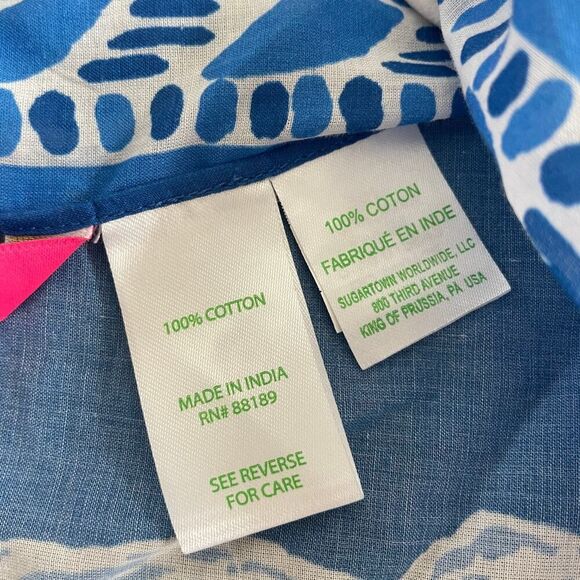 100% COTTON
MADE IN INDIA
RN# 88189
SEE REVERSE
FOR CARE
100% COTON
FABRIQUÉ EN INDE
SUGARTOWN WORLDWIDE, LLC
800 THIRD AVENUE
KING OF PRUSSIA, PA USA